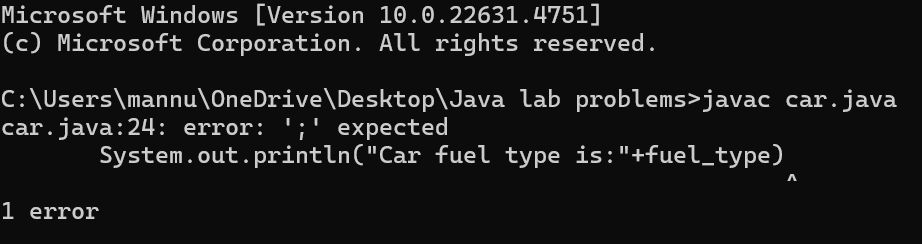 Microsoft Windows [Version 10.0.22631.4751]
(c) Microsoft Corporation. All rights reserved.
C:\Users\mannu\OneDrive\Desktop\Java lab problems>javac car.java
car.java:24: error: ';' expected
System.out.println("Car fuel type is:"+fuel_type)
^
1 error